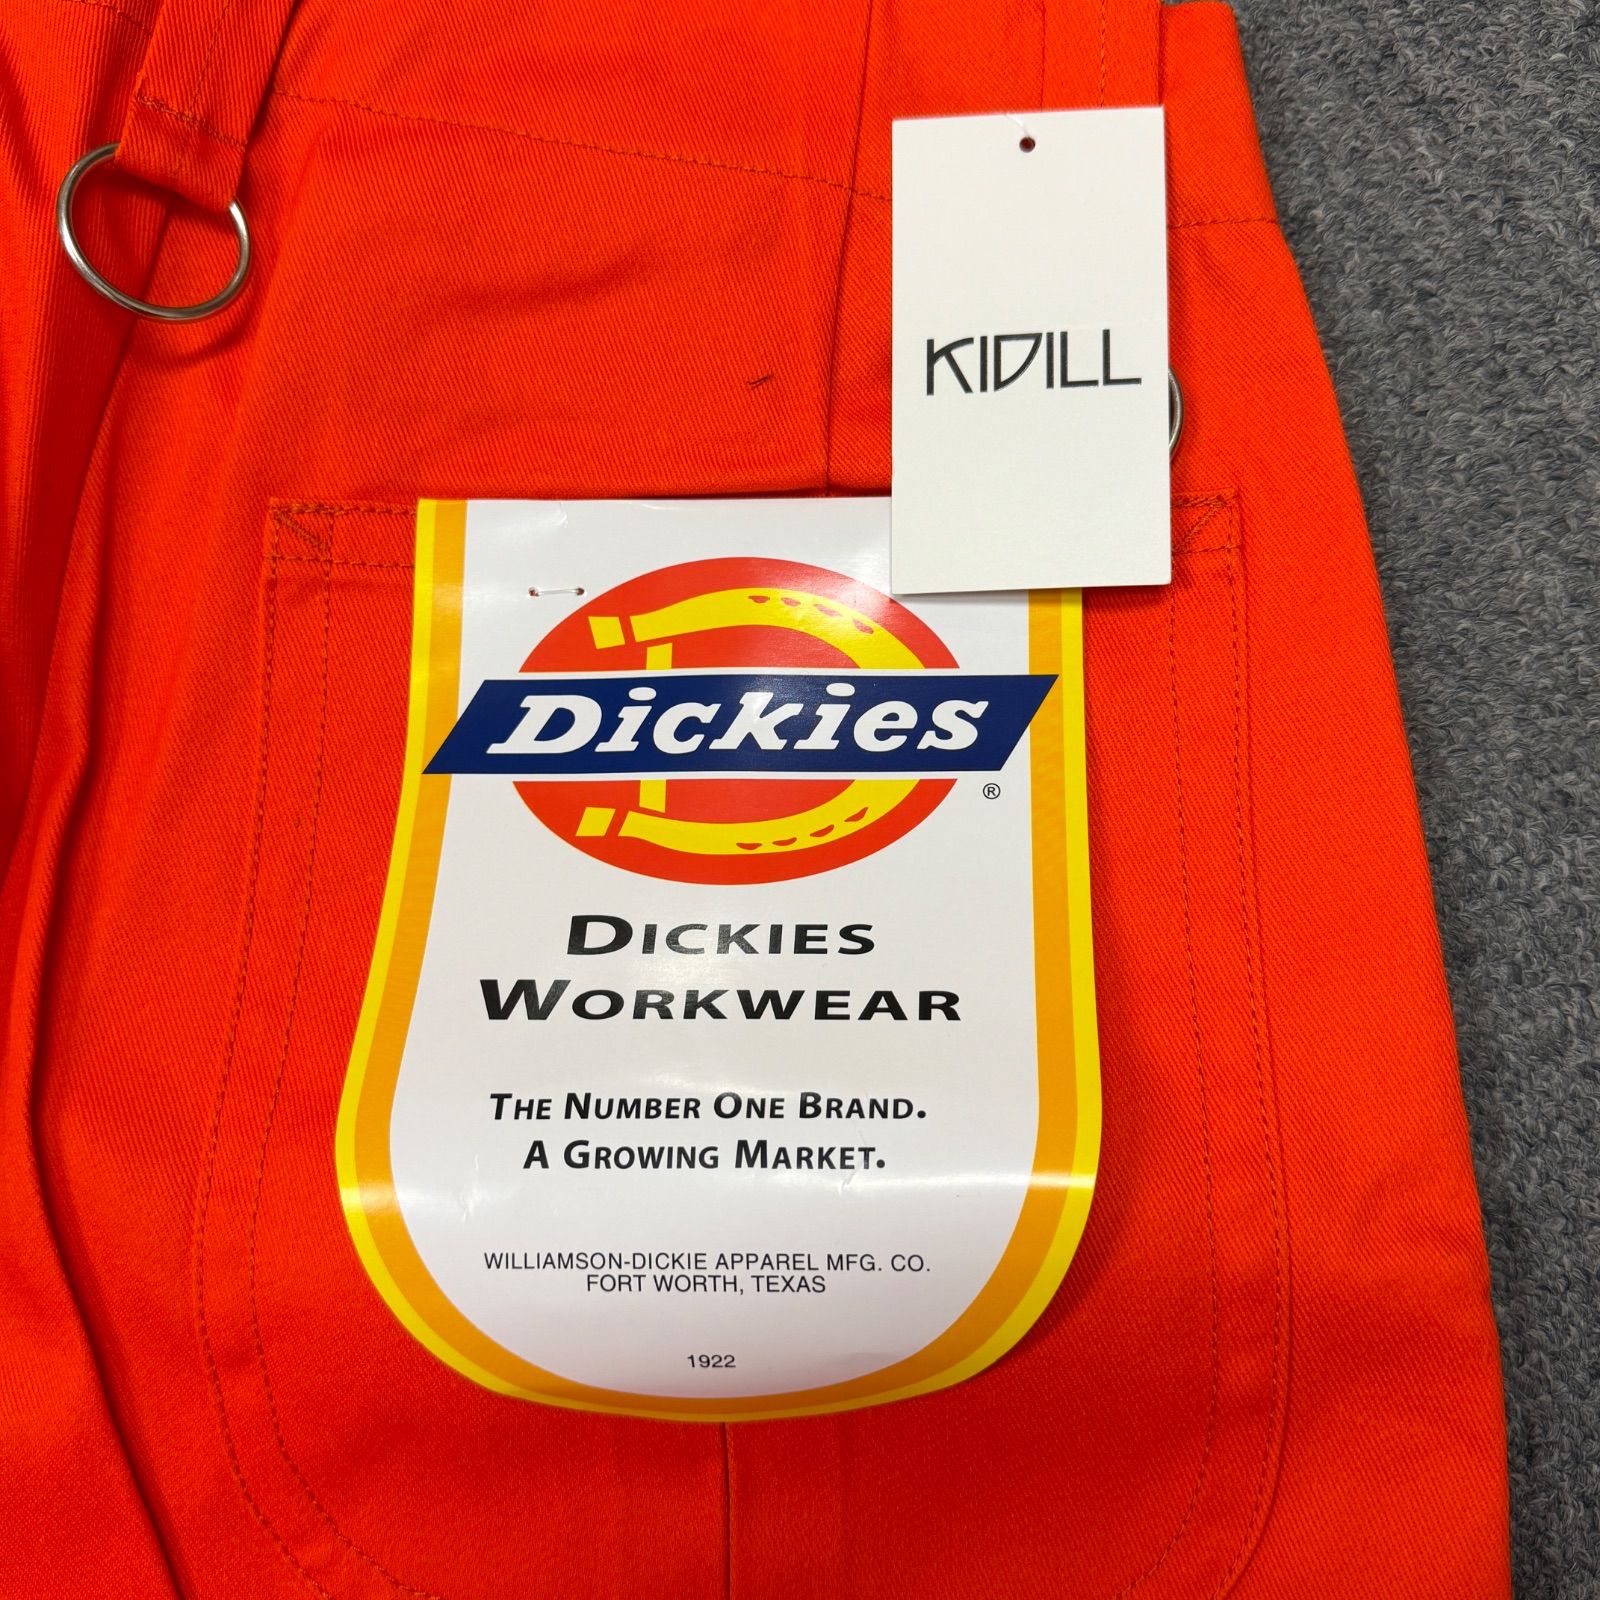 KIDILL
Dickies
®
DICKIES
WORKWEAR
THE NUMBER ONE BRAND.
A GROWING MARKET.
WILLIAMSON-DICKIE APPAREL MFG. CO.
FORT WORTH, TEXAS
1922